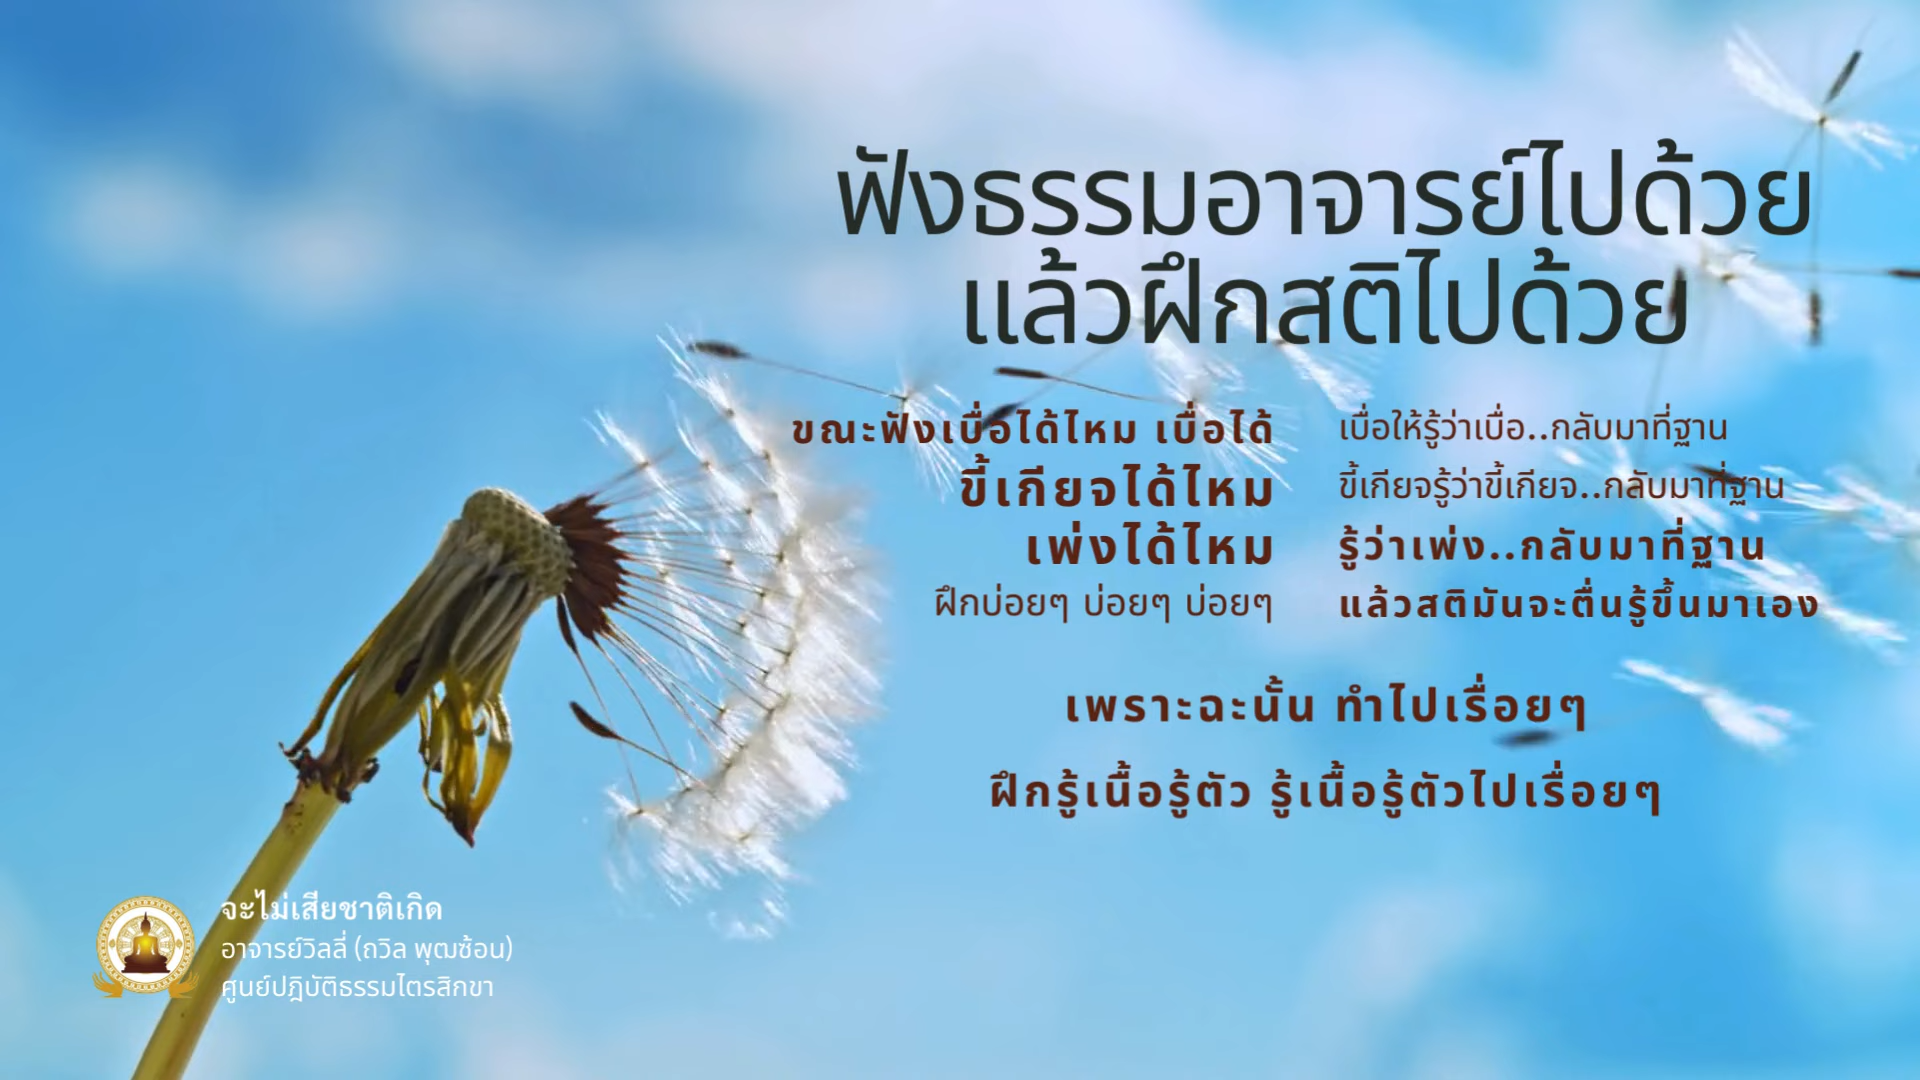 ฟังธรรมอาจารย์ไปด้วย
แล้วฝึกสติไปด้วย
ขณะฟังเบื่อได้ไหม เบื่อได้ เบื่อให้รู้ว่าเบื่อ..กลับมาที่ฐาน
ขี้เกียจได้ไหม ขี้เกียจรู้ว่าขี้เกียจ..กลับมาที่ฐาน
เพ่งได้ไหม รู้ว่าเพ่ง..กลับมาที่ฐาน
ฝึกบ่อยๆ บ่อยๆ บ่อยๆ แล้วสติมันจะตื่นรู้ขึ้นมาเอง
เพราะฉะนั้น ทำไปเรื่อยๆ
ฝึกรู้เนื้อรู้ตัว รู้เนื้อรู้ตัวไปเรื่อยๆ
จะไม่เสียชาติเกิด
อาจารย์วิลลี่ (ถวิล พุฒซ้อน)
ศูนย์ปฎิบัติธรรมไตรสิกขา